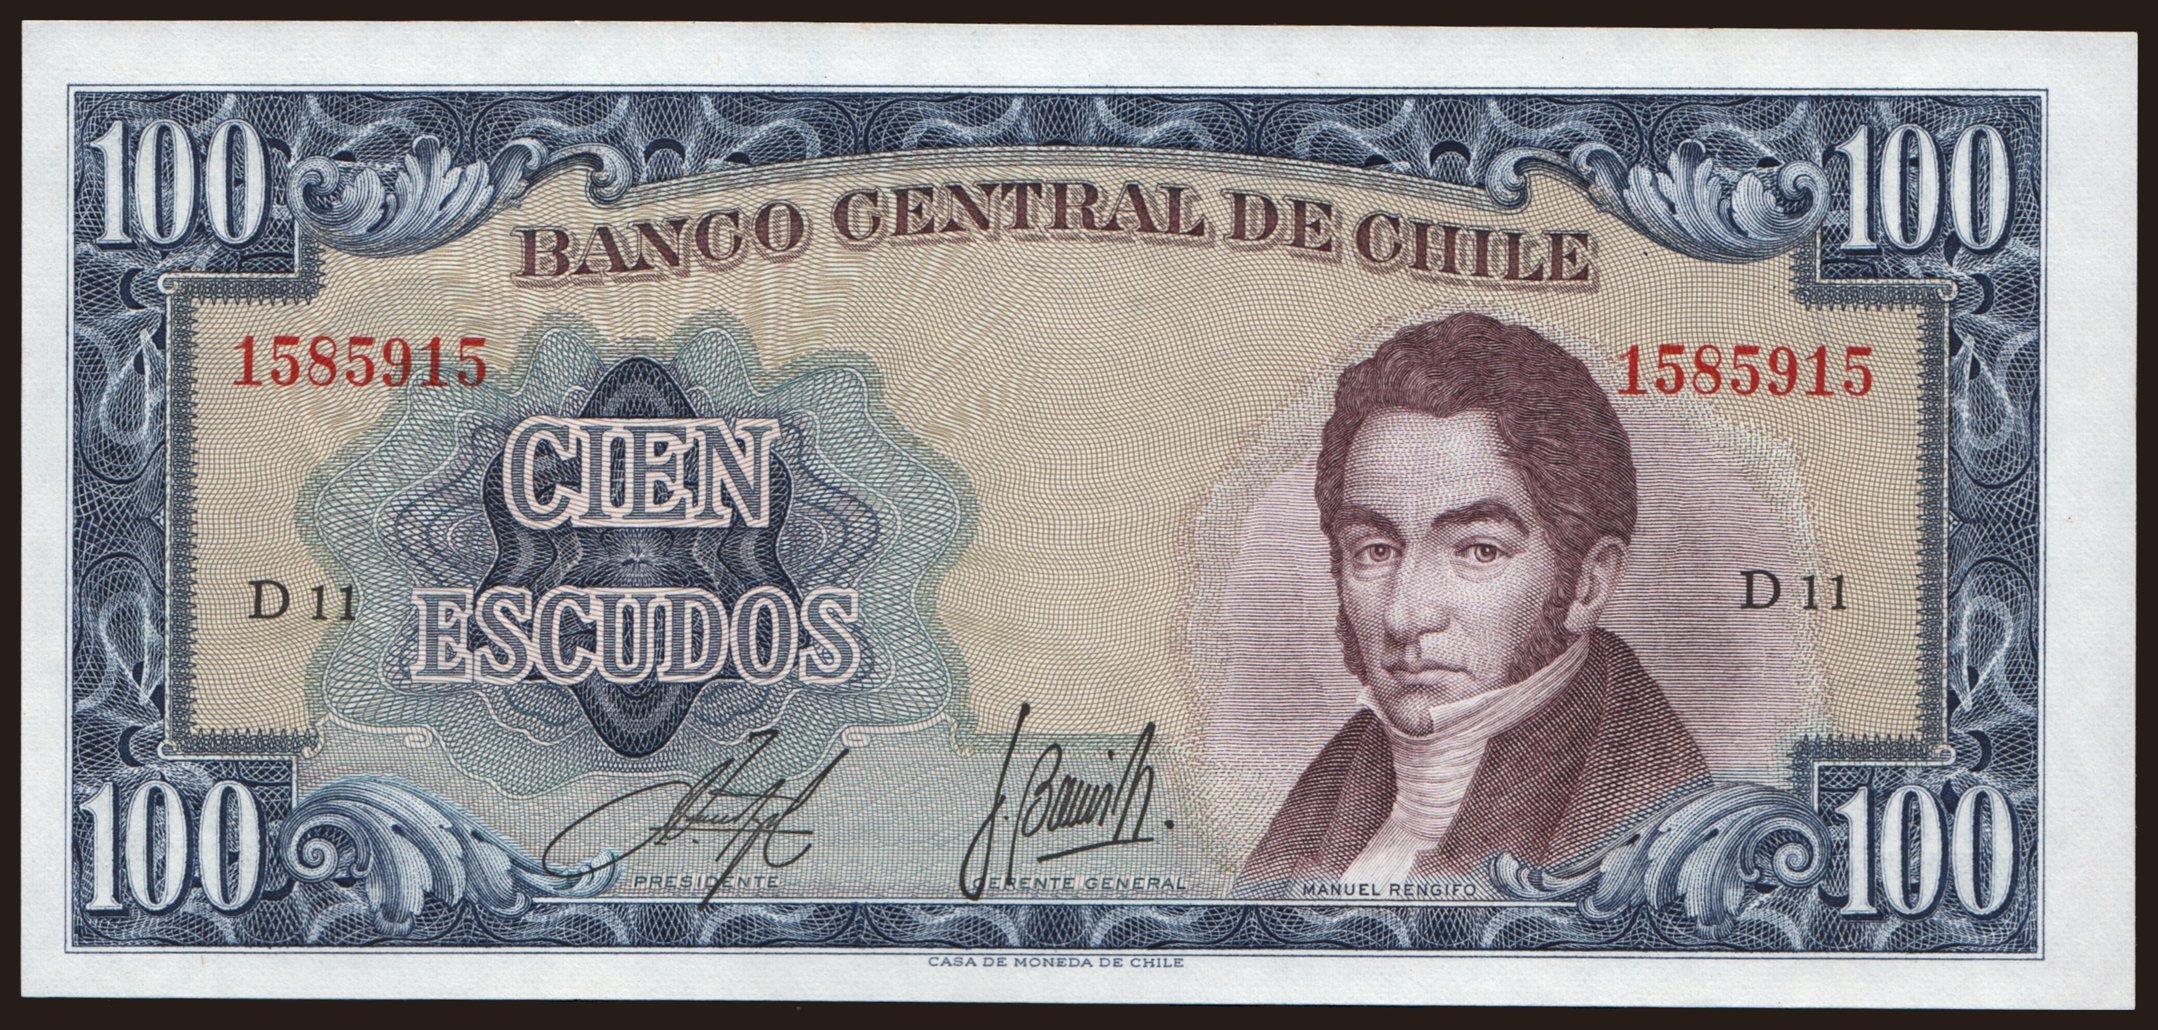 100 100
BANCO CENTRAL DE CHILE
1585915 1585915
CIEN
D 11 D 11
ESCUDOS
100 100
PRESIDENTE GERENTE GENERAL MANUEL RENGIFO
CASA DE MONEDA DE CHILE